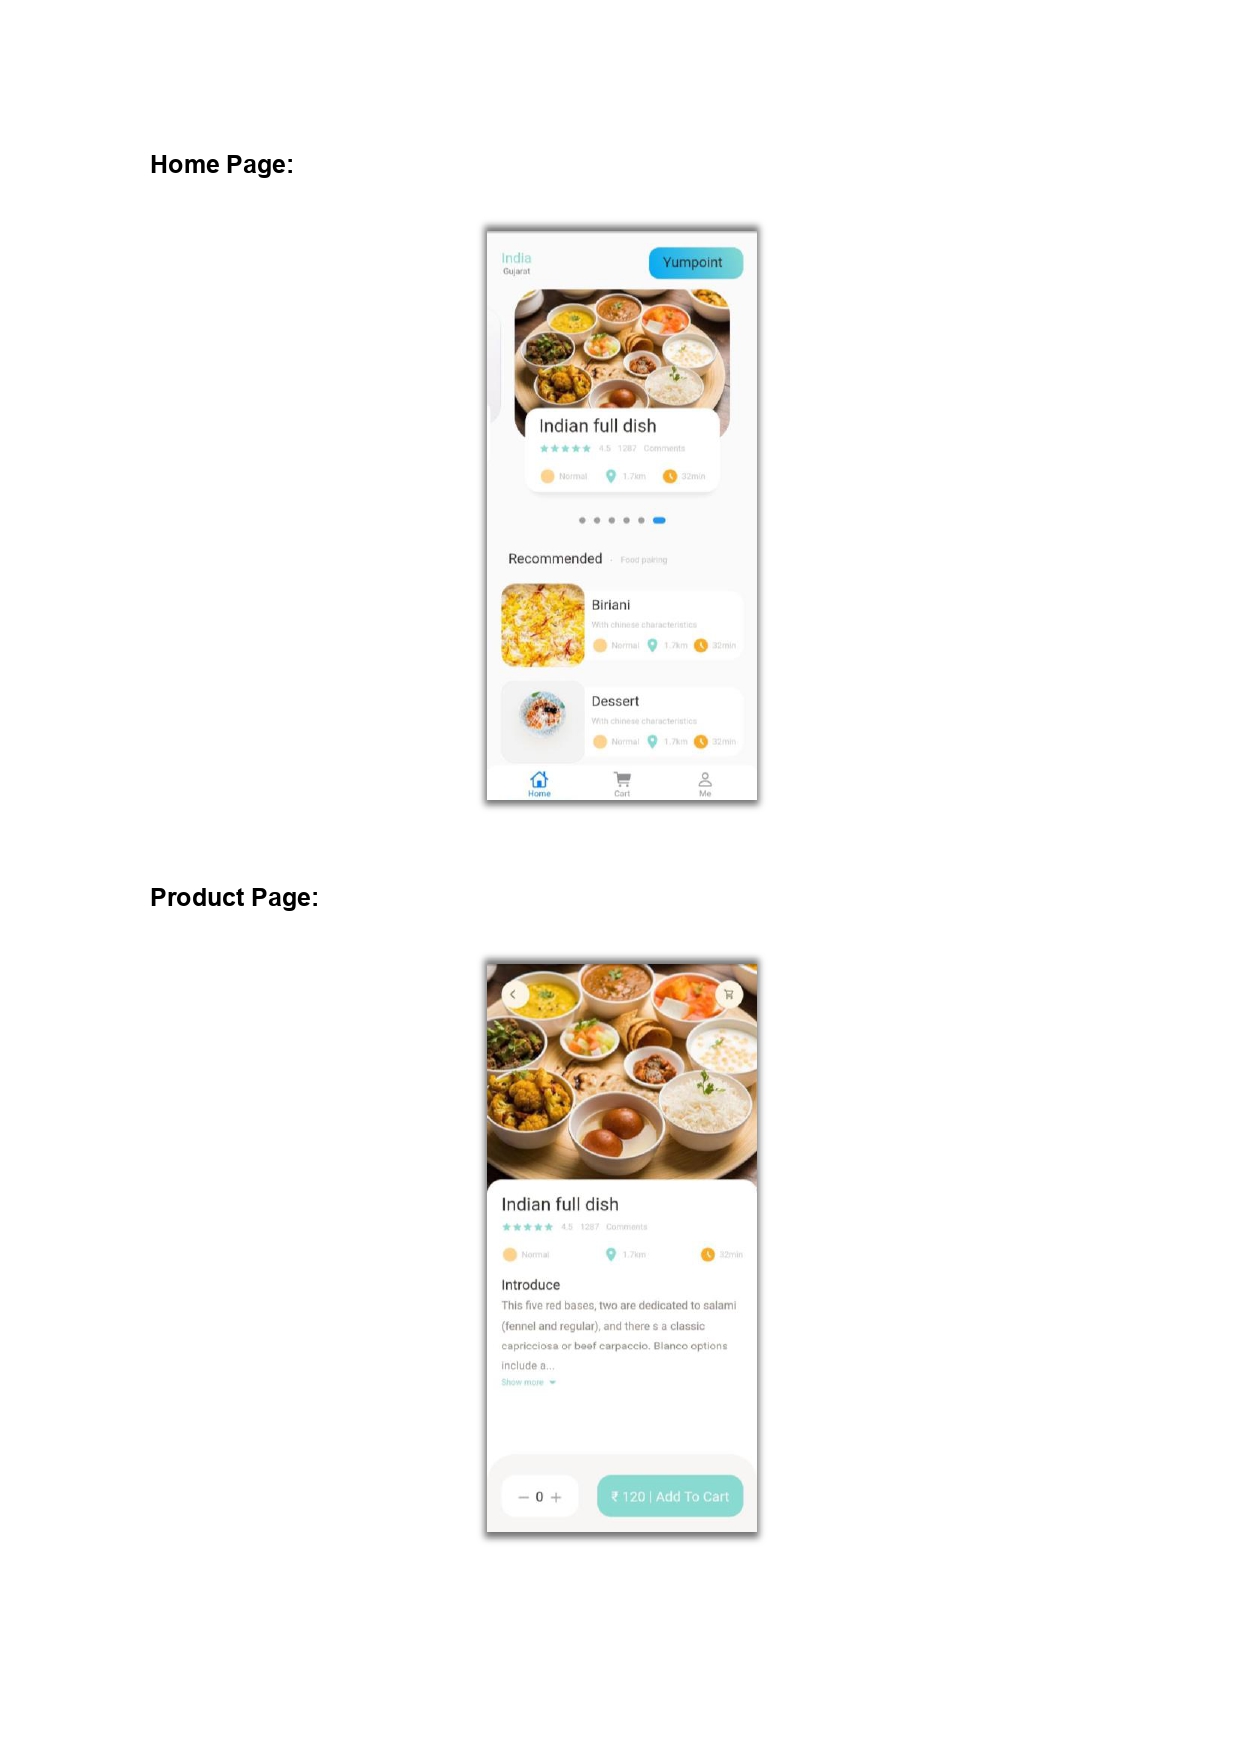 Home Page:
India
Gujarat
Yumpoint
Indian full dish
4.5 1287 Comments
Normal 1.7km 32min
Recommended - Food pairing
Biriani
With chinese characteristics
Normal 1.7km 32min
Dessert
With chinese characteristics
Normal 1.7km 32min
Home Cart Me
Product Page:
Indian full dish
4.5 1287 Comments
Normal 1.7km 32min
Introduce
This five red bases, two are dedicated to salami
(fennel and regular), and there s a classic
capricciosa or beef carpaccio. Blanco options
include a...
Show more
0
₹ 120 | Add To Cart